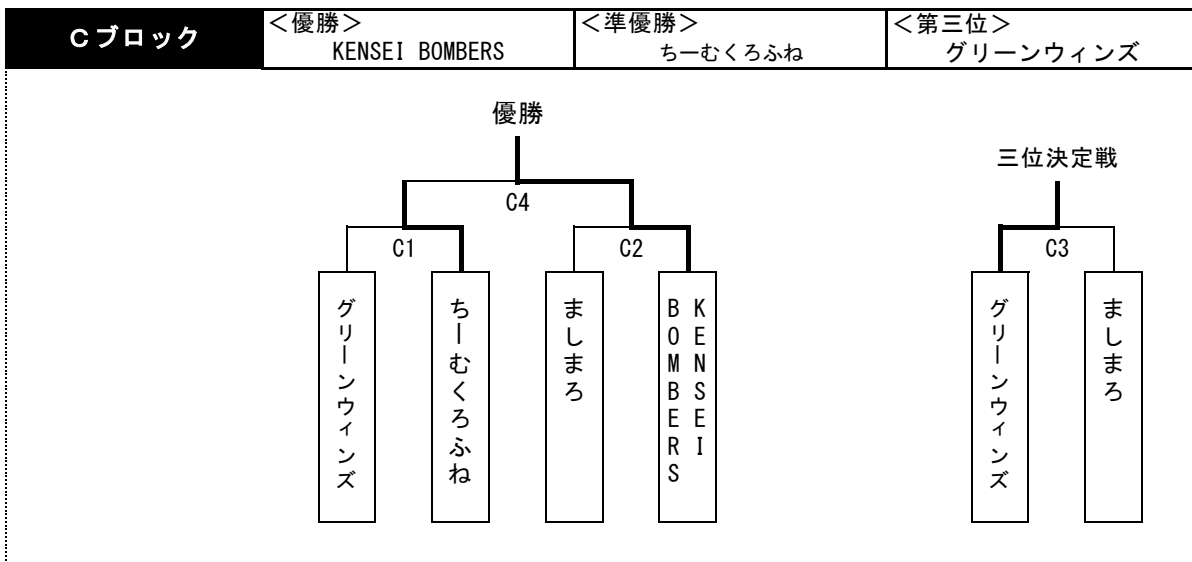 Cブロック
<優勝>
KENSEI BOMBERS
<準優勝>
ちーむくろふね
<第三位>
グリーンウィンズ
優勝
三位決定戦
C4
C1
C2
C3
グリーンウィンズ
ちーむくろふね
ましまろ
KENSEI
BOMBERS
グリーンウィンズ
ましまろ